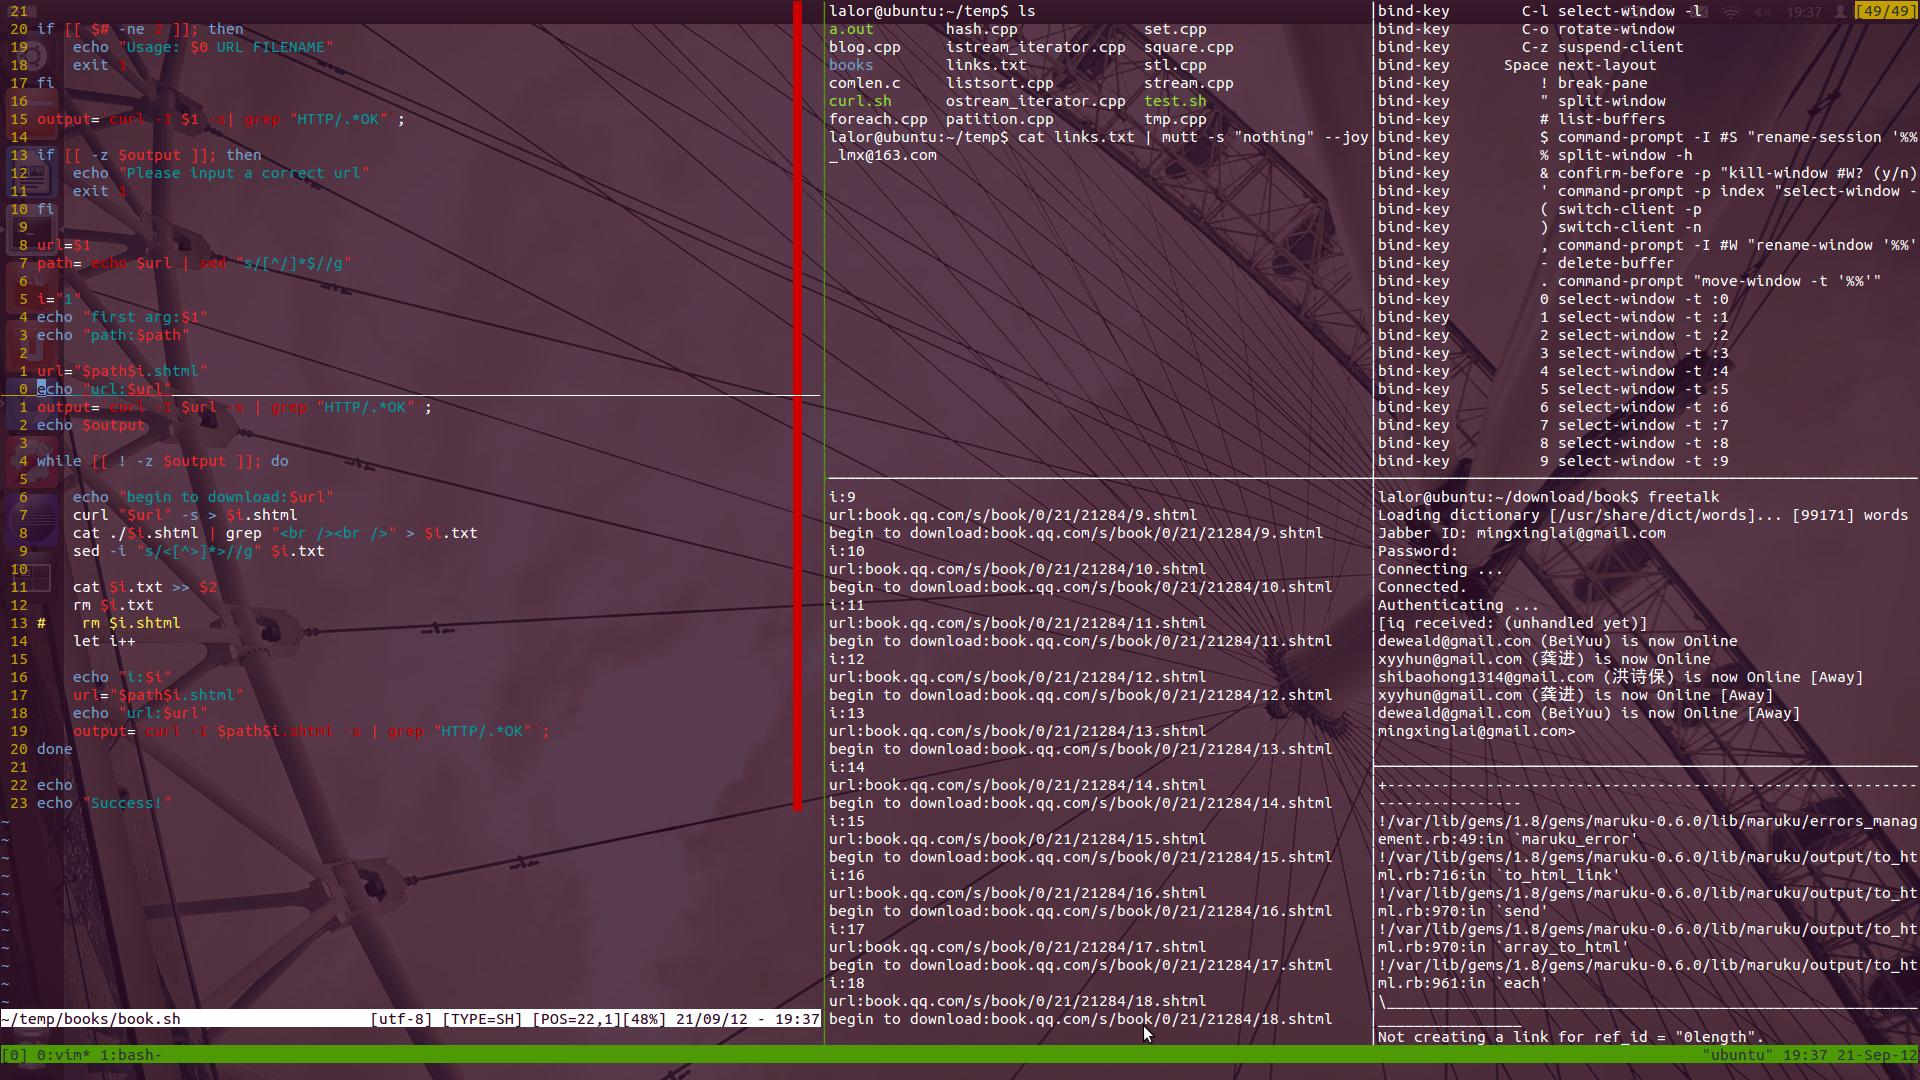 21
20 if [[ $# -ne 2 ]]; then
19     echo "Usage: $0 URL FILENAME"
18     exit 1
17 fi
16
15 output=`curl -I $1 -s| grep "HTTP/.*OK"`;
14
13 if [[ -z $output ]]; then
12     echo "Please input a correct url"
11     exit 1
10 fi
9
8 url=$1
7 path=`echo $url | sed "s/[^/]*$//g"`
6
5 i="1"
4 echo "first arg:$1"
3 echo "path:$path"
2
1 url="$path$i.shtml"
0 echo "url:$url"
1 output=`curl -I $url -s | grep "HTTP/.*OK"`;
2 echo $output
3
4 while [[ ! -z $output ]]; do
5
6     echo "begin to download:$url"
7     curl "$url" -s > $i.shtml
8     cat ./$i.shtml | grep "<br /><br />" > $i.txt
9     sed -i "s/<[^>]*>//g" $i.txt
10
11     cat $i.txt >> $2
12     rm $i.txt
13 #    rm $i.shtml
14     let i++
15
16     echo "i:$i"
17     url="$path$i.shtml"
18     echo "url:$url"
19     output=`curl -I $path$i.shtml -s | grep "HTTP/.*OK"`;
20 done
21
22 echo
23 echo "Success!"
~
~
~
~
~
~
~
~
~
~
~
~/temp/books/book.sh [utf-8] [TYPE=SH] [POS=22,1][48%] 21/09/12 - 19:37
lalor@ubuntu:~/temp$ ls
a.out hash.cpp set.cpp
blog.cpp istream_iterator.cpp square.cpp
books links.txt stl.cpp
comlen.c listsort.cpp stream.cpp
curl.sh ostream_iterator.cpp test.sh
foreach.cpp patition.cpp tmp.cpp
lalor@ubuntu:~/temp$ cat links.txt | mutt -s "nothing" --joy
_lmx@163.com
i:9
url:book.qq.com/s/book/0/21/21284/9.shtml
begin to download:book.qq.com/s/book/0/21/21284/9.shtml
i:10
url:book.qq.com/s/book/0/21/21284/10.shtml
begin to download:book.qq.com/s/book/0/21/21284/10.shtml
i:11
url:book.qq.com/s/book/0/21/21284/11.shtml
begin to download:book.qq.com/s/book/0/21/21284/11.shtml
i:12
url:book.qq.com/s/book/0/21/21284/12.shtml
begin to download:book.qq.com/s/book/0/21/21284/12.shtml
i:13
url:book.qq.com/s/book/0/21/21284/13.shtml
begin to download:book.qq.com/s/book/0/21/21284/13.shtml
i:14
url:book.qq.com/s/book/0/21/21284/14.shtml
begin to download:book.qq.com/s/book/0/21/21284/14.shtml
i:15
url:book.qq.com/s/book/0/21/21284/15.shtml
begin to download:book.qq.com/s/book/0/21/21284/15.shtml
i:16
url:book.qq.com/s/book/0/21/21284/16.shtml
begin to download:book.qq.com/s/book/0/21/21284/16.shtml
i:17
url:book.qq.com/s/book/0/21/21284/17.shtml
begin to download:book.qq.com/s/book/0/21/21284/17.shtml
i:18
url:book.qq.com/s/book/0/21/21284/18.shtml
begin to download:book.qq.com/s/book/0/21/21284/18.shtml
bind-key C-l select-window -l 19:37 [49/49]
bind-key C-o rotate-window
bind-key C-z suspend-client
bind-key Space next-layout
bind-key ! break-pane
bind-key " split-window
bind-key # list-buffers
bind-key $ command-prompt -I #S "rename-session '%%
bind-key % split-window -h
bind-key & confirm-before -p "kill-window #W? (y/n)
bind-key ' command-prompt -p index "select-window -
bind-key ( switch-client -p
bind-key ) switch-client -n
bind-key , command-prompt -I #W "rename-window '%%'
bind-key - delete-buffer
bind-key . command-prompt "move-window -t '%%'"
bind-key 0 select-window -t :0
bind-key 1 select-window -t :1
bind-key 2 select-window -t :2
bind-key 3 select-window -t :3
bind-key 4 select-window -t :4
bind-key 5 select-window -t :5
bind-key 6 select-window -t :6
bind-key 7 select-window -t :7
bind-key 8 select-window -t :8
bind-key 9 select-window -t :9
lalor@ubuntu:~/download/book$ freetalk
Loading dictionary [/usr/share/dict/words]... [99171] words
Jabber ID: mingxinglai@gmail.com
Password:
Connecting ...
Connected.
Authenticating ...
[iq received: (unhandled yet)]
deweald@gmail.com (BeiYuu) is now Online
xyyhun@gmail.com (龚进) is now Online
shibaohong1314@gmail.com (洪诗保) is now Online [Away]
xyyhun@gmail.com (龚进) is now Online [Away]
deweald@gmail.com (BeiYuu) is now Online [Away]
mingxinglai@gmail.com>
+-----------------------------------------------------------
----------------
!/var/lib/gems/1.8/gems/maruku-0.6.0/lib/maruku/errors_manag
ement.rb:49:in `maruku_error'
!/var/lib/gems/1.8/gems/maruku-0.6.0/lib/maruku/output/to_ht
ml.rb:716:in `to_html_link'
!/var/lib/gems/1.8/gems/maruku-0.6.0/lib/maruku/output/to_ht
ml.rb:970:in `send'
!/var/lib/gems/1.8/gems/maruku-0.6.0/lib/maruku/output/to_ht
ml.rb:970:in `array_to_html'
!/var/lib/gems/1.8/gems/maruku-0.6.0/lib/maruku/output/to_ht
ml.rb:961:in `each'
\___________________________________________________________
________________
Not creating a link for ref_id = "0length".
[0] 0:vim* 1:bash- "ubuntu" 19:37 21-Sep-12